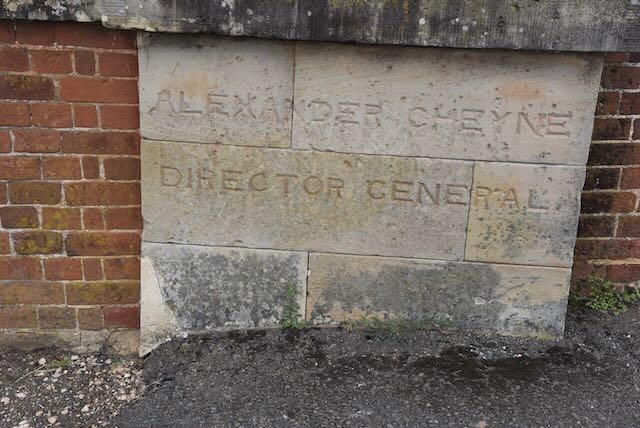 ALEXANDER CHEYNE
DIRECTOR GENERAL